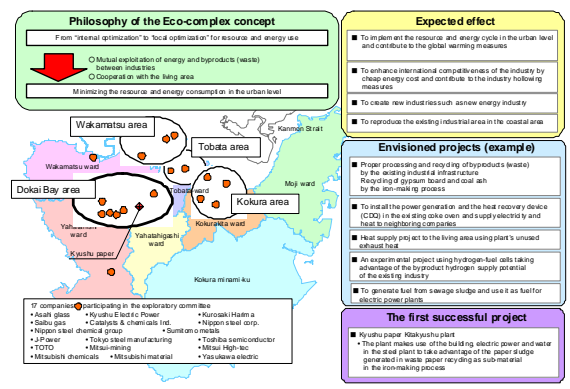 Philosophy of the Eco-complex concept
From "internal optimization" to "local optimization" for resource and energy use
Mutual exploitation of energy and byproducts (waste)
between industries
Cooperation with the living area
Minimizing the resource and energy consumption in the urban level
Wakamatsu area
Kanmon Strait
Tobata area
Wakamatsu ward
Dokai Bay area
Tobata ward
Moji ward
Kokura area
Kokurakita ward
Yahatahigashi
ward
ward
Kyushu paper
Kokura minami-ku
17 companies participating in the exploratory committee
• Asahi glass • Kyushu Electric Power • Kurosaki Harima
• Saibu gas • Catalysts & chemicals Ind. • Nippon steel corp.
• Nippon steel chemical group • Sumitomo metals
• J-Power • Tokyo steel manufacturing • Toshiba semiconductor
• TOTO • Mitsui-mining • Mitsui High-tec
• Mitsubishi chemicals • Mitsubishi material • Yasukawa electric
Expected effect
■ To implement the resource and energy cycle in the urban level
and contribute to the global warming measures
■ To enhance international competitiveness of the industry by
cheap energy cost and contribute to the industry hollowing
measures
■ To create new industries such as new energy industry
■ To reproduce the existing industrial area in the coastal area
Envisioned projects (example)
■ Proper processing and recycling of byproducts (waste)
by the existing industrial infrastructure
Recycling of gypsum board and coal ash
by the iron-making process
■ To install the power generation and the heat recovery device
(CDQ) in the existing coke oven and supply electricity and
heat to neighboring companies
■ Heat supply project to the living area using plant's unused
exhaust heat
■ An experimental project using hydrogen-fuel cells taking
advantage of the byproduct hydrogen supply potential
of the existing industry
■ To generate fuel from sewage sludge and use it as fuel for
electric power plants
The first successful project
■ Kyushu paper Kitakyushu plant
• The plant makes use of the building, electric power and water
in the steel plant to take advantage of the paper sludge
generated in waste paper recycling as sub-material
in the iron-making process